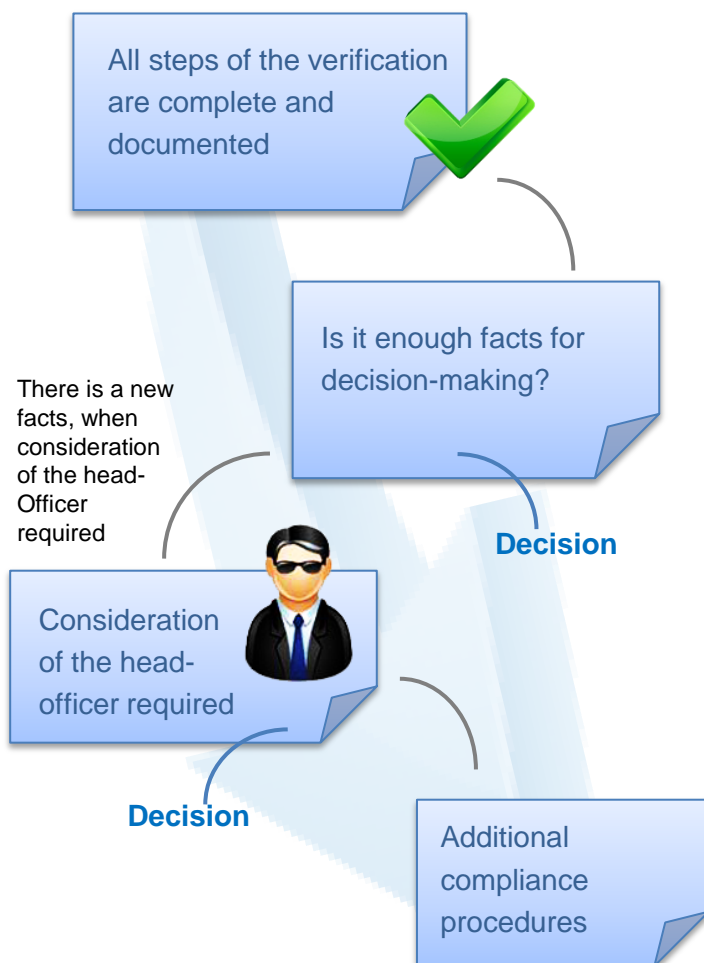 All steps of the verification
are complete and
documented
Is it enough facts for
decision-making?
There is a new
facts, when
consideration
of the head-
Officer
required
Decision
Consideration
of the head-
officer required
Decision
Additional
compliance
procedures